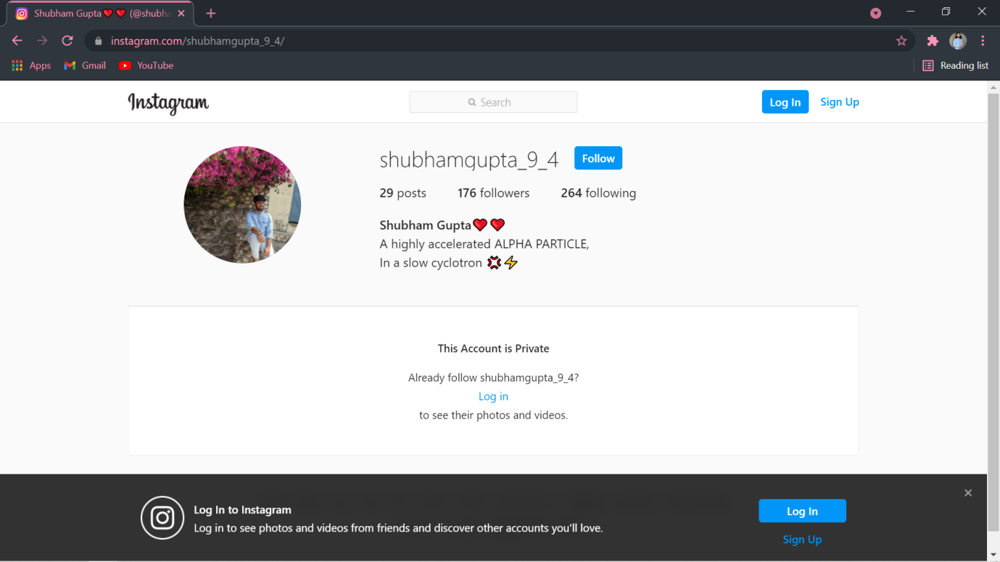 Shubham Gupta❤️❤️ (@shubha
instagram.com/shubhamgupta_9_4/
Apps Gmail YouTube Reading list
Instagram Search Log In Sign Up
shubhamgupta_9_4 Follow
29 posts 176 followers 264 following
Shubham Gupta❤️❤️
A highly accelerated ALPHA PARTICLE,
In a slow cyclotron 💢⚡
This Account is Private
Already follow shubhamgupta_9_4?
Log in
to see their photos and videos.
Log In to Instagram
Log in to see photos and videos from friends and discover other accounts you'll love.
Log In
Sign Up